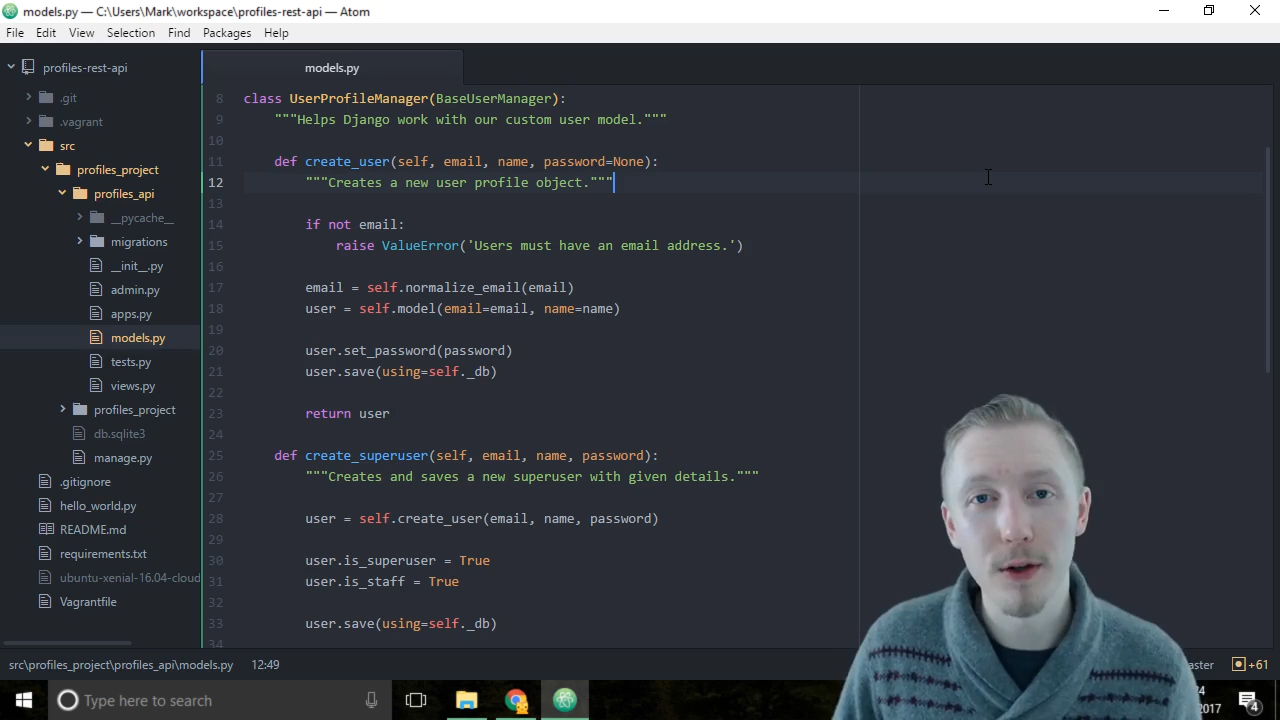 models.py — C:\Users\Mark\workspace\profiles-rest-api — Atom
File Edit View Selection Find Packages Help
profiles-rest-api
.git
.vagrant
src
profiles_project
profiles_api
__pycache__
migrations
__init__.py
admin.py
apps.py
models.py
tests.py
views.py
profiles_project
db.sqlite3
manage.py
.gitignore
hello_world.py
README.md
requirements.txt
ubuntu-xenial-16.04-cloud
Vagrantfile
models.py
8 class UserProfileManager(BaseUserManager):
9 """Helps Django work with our custom user model."""
10
11 def create_user(self, email, name, password=None):
12 """Creates a new user profile object."""
13
14 if not email:
15 raise ValueError('Users must have an email address.')
16
17 email = self.normalize_email(email)
18 user = self.model(email=email, name=name)
19
20 user.set_password(password)
21 user.save(using=self._db)
22
23 return user
24
25 def create_superuser(self, email, name, password):
26 """Creates and saves a new superuser with given details."""
27
28 user = self.create_user(email, name, password)
29
30 user.is_superuser = True
31 user.is_staff = True
32
33 user.save(using=self._db)
34
src\profiles_project\profiles_api\models.py 12:49 aster +61
Type here to search
2017
4